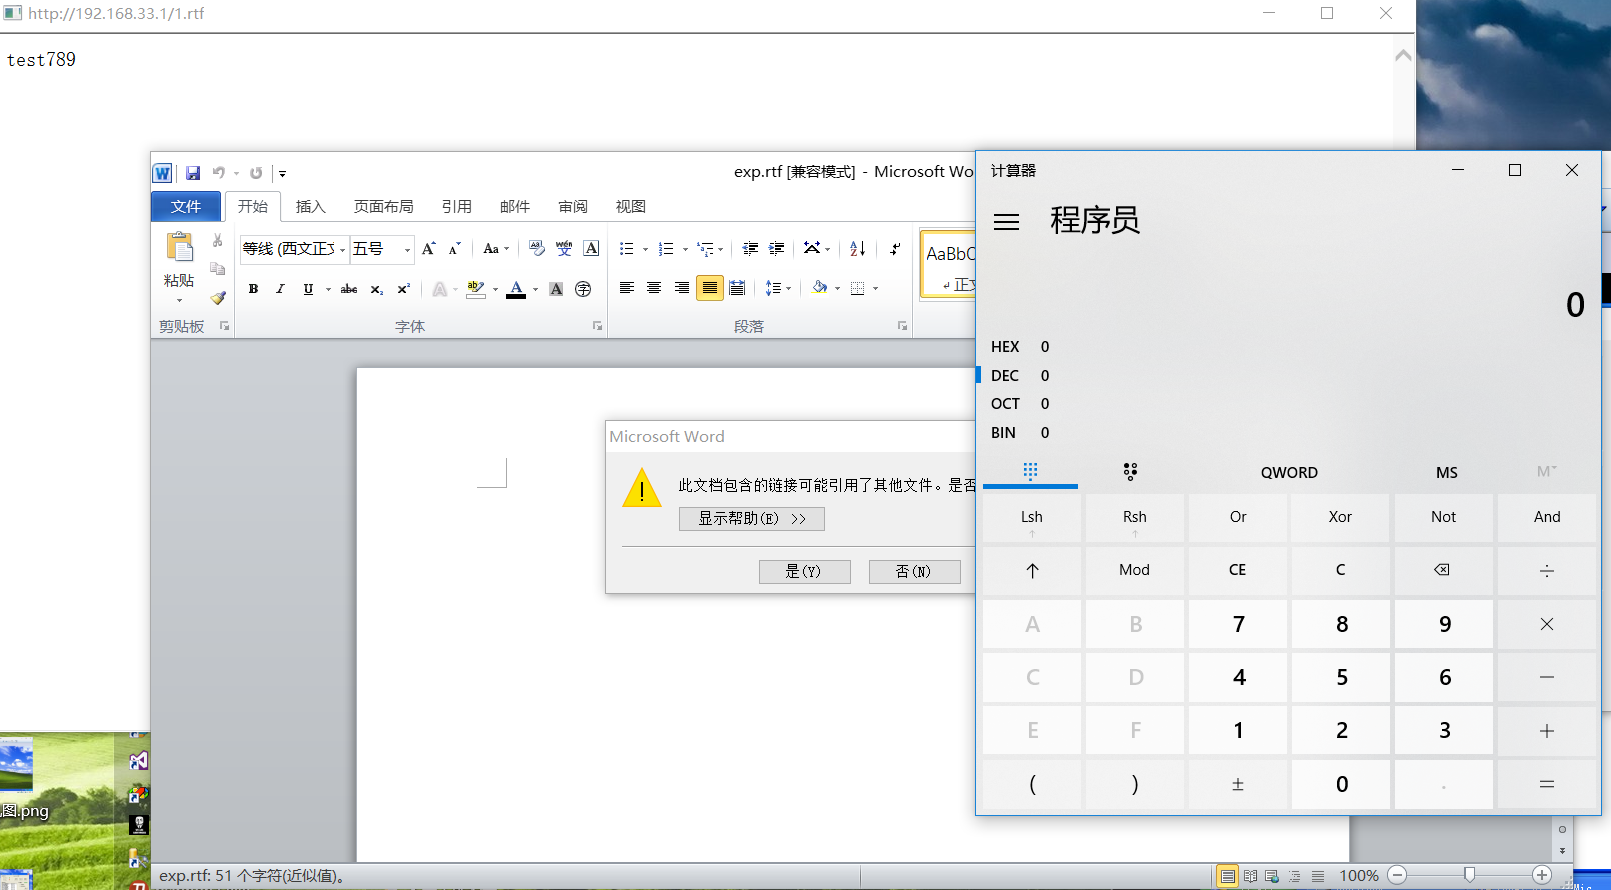 http://192.168.33.1/1.rtf
test789
exp.rtf [兼容模式] - Microsoft Wo
文件 开始 插入 页面布局 引用 邮件 审阅 视图
粘贴
剪贴板
等线 (西文正文 五号
字体
段落
AaBbC
正文
Microsoft Word
此文档包含的链接可能引用了其他文件。是否
显示帮助(E) >>
是(Y) 否(N)
计算器
程序员
0
HEX 0
DEC 0
OCT 0
BIN 0
QWORD MS M
Lsh Rsh Or Xor Not And
↑ Mod CE C ÷
A B 7 8 9 ×
C D 4 5 6 −
E F 1 2 3 +
( ) ± 0 . =
图.png
exp.rtf: 51 个字符(近似值)。
100%